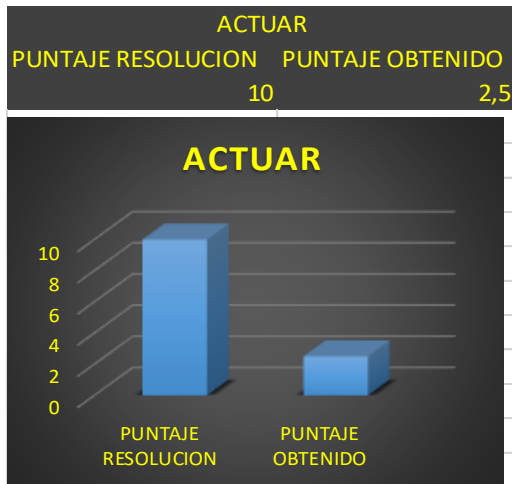 ACTUAR
PUNTAJE RESOLUCION PUNTAJE OBTENIDO
10 2,5
ACTUAR
10
8
6
4
2
0
PUNTAJE RESOLUCION
PUNTAJE OBTENIDO